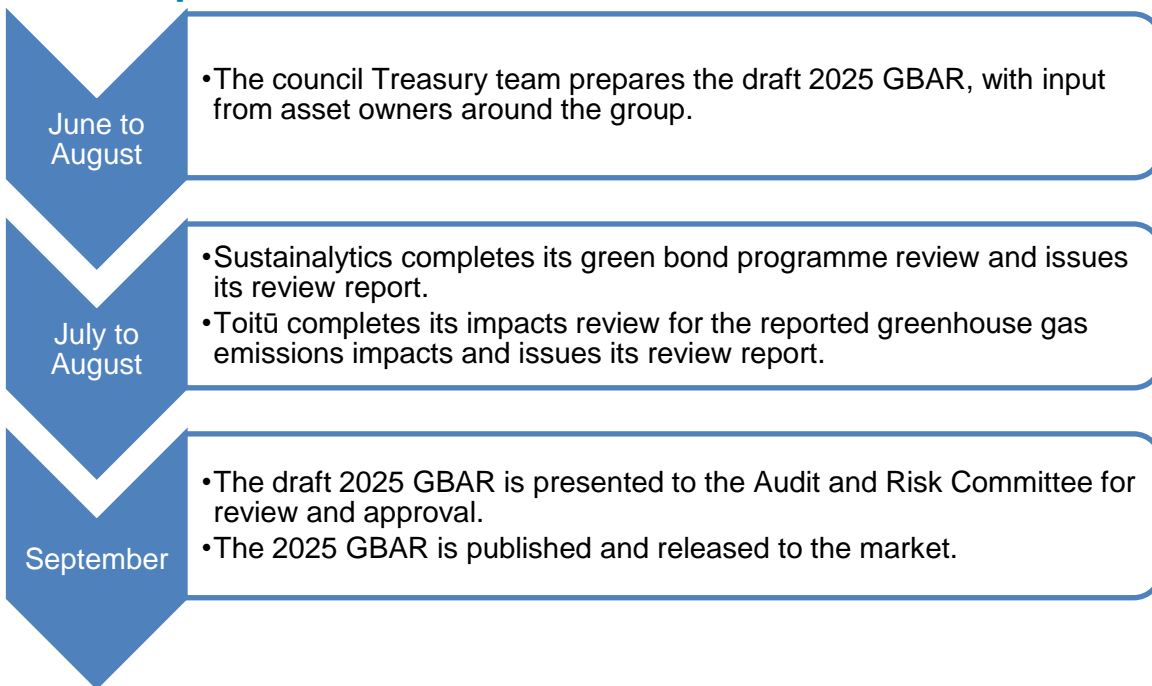 June to
August
•The council Treasury team prepares the draft 2025 GBAR, with input
from asset owners around the group.
July to
August
•Sustainalytics completes its green bond programme review and issues
its review report.
•Toitū completes its impacts review for the reported greenhouse gas
emissions impacts and issues its review report.
September
•The draft 2025 GBAR is presented to the Audit and Risk Committee for
review and approval.
•The 2025 GBAR is published and released to the market.